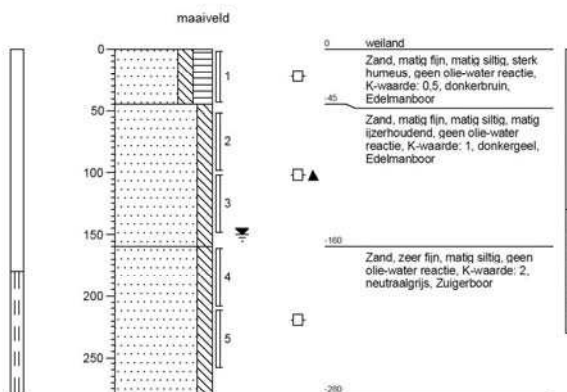 maaiveld
0
50
100
150
200
250
1
2
3
4
5
0
weiland
Zand, matig fijn, matig siltig, sterk
humeus, geen olie-water reactie,
K-waarde: 0,5, donkerbruin,
Edelmanboor
-45
Zand, matig fijn, matig siltig, matig
ijzerhoudend, geen olie-water
reactie, K-waarde: 1, donkergeel,
Edelmanboor
-160
Zand, zeer fijn, matig siltig, geen
olie-water reactie, K-waarde: 2,
neutraalgrijs, Zuigerboor
-280